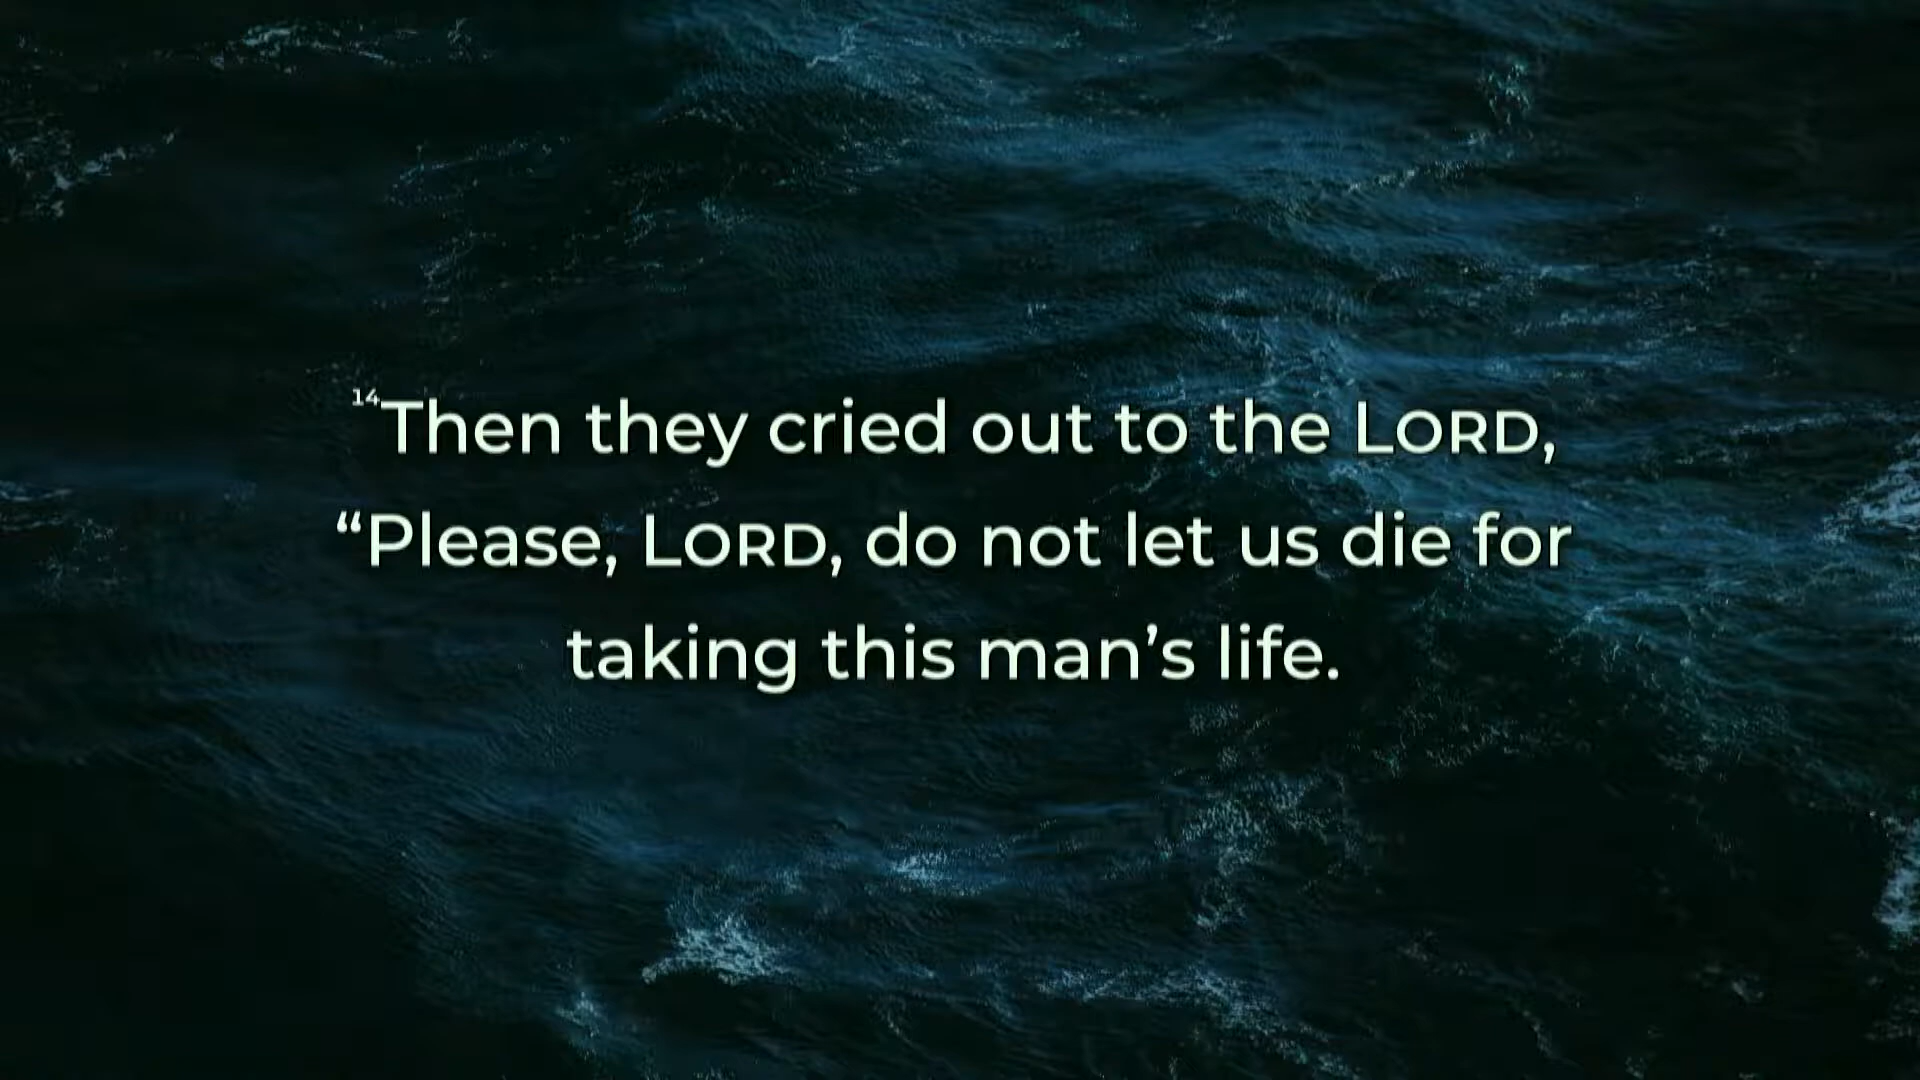 14Then they cried out to the LORD,
“Please, LORD, do not let us die for
taking this man’s life.